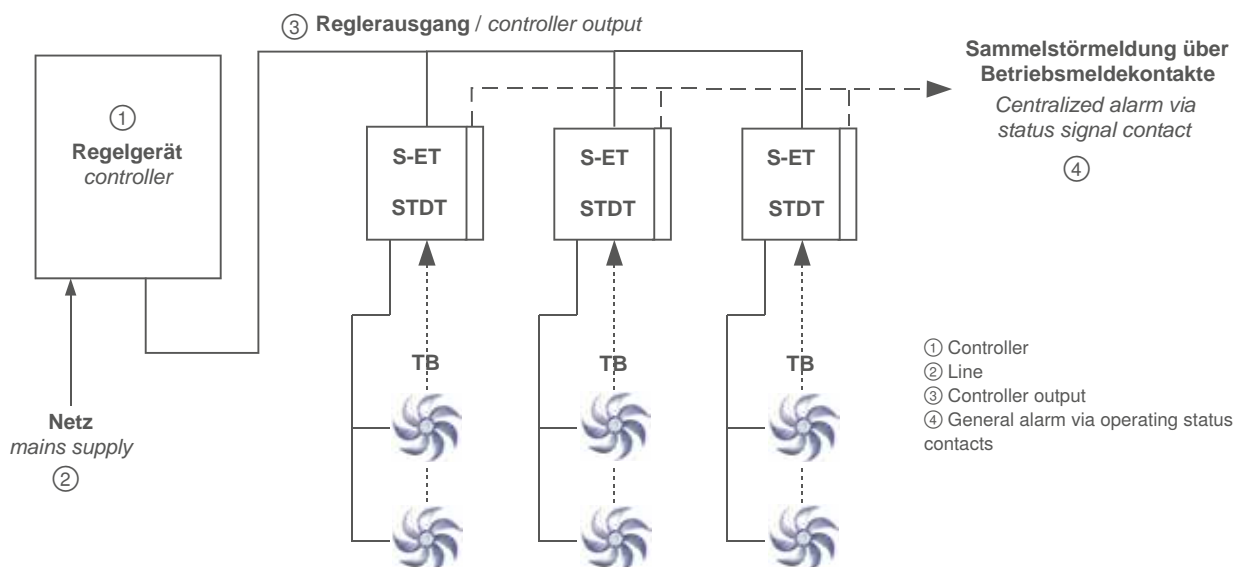 ③ Reglerausgang / controller output
Sammelstörmeldung über
Betriebsmeldekontakte
Centralized alarm via
status signal contact
④
①
Regelgerät
controller
S-ET
STDT
S-ET
STDT
S-ET
STDT
TB
TB
TB
Netz
mains supply
②
① Controller
② Line
③ Controller output
④ General alarm via operating status
contacts